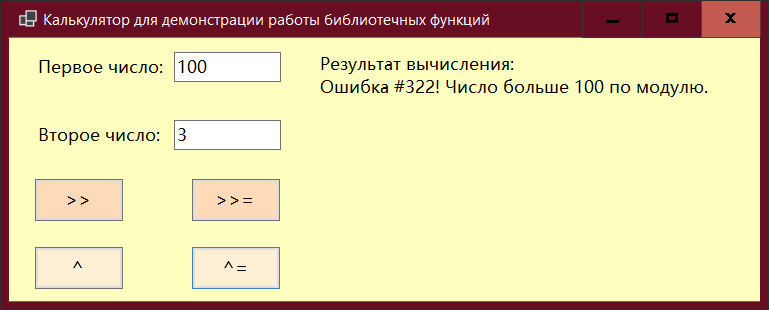 Калькулятор для демонстрации работы библиотечных функций
Первое число: 100
Результат вычисления:
Ошибка #322! Число больше 100 по модулю.
Второе число: 3
>> >>=
^ ^=